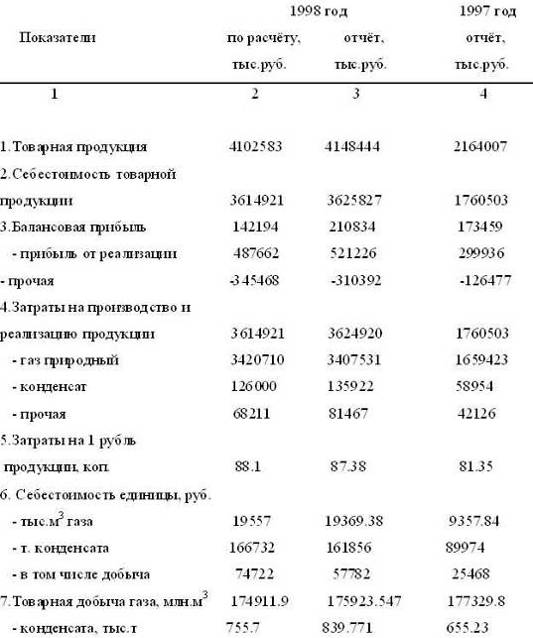 1998 год 1997 год
Показатели по расчёту, отчёт, отчёт,
тыс.руб. тыс.руб. тыс.руб.
1 2 3 4
1.Товарная продукция 4102583 4148444 2164007
2.Себестоимость товарной
продукции 3614921 3625827 1760503
3.Балансовая прибыль 142194 210834 173459
- прибыль от реализации 487662 521226 299936
- прочая -345468 -310392 -126477
4.Затраты на производство и
реализацию продукции 3614921 3624920 1760503
- газ природный 3420710 3407531 1659423
- конденсат 126000 135922 58954
- прочая 68211 81467 42126
5.Затраты на 1 рубль
продукции, коп. 88.1 87.38 81.35
6. Себестоимость единицы, руб.
- тыс.м3 газа 19557 19369.38 9357.84
- т. конденсата 166732 161856 89974
- в том числе добыча 74722 57782 25468
7.Товарная добыча газа, млн.м3 174911.9 175923.547 177329.8
- конденсата, тыс.т 755.7 839.771 655.23